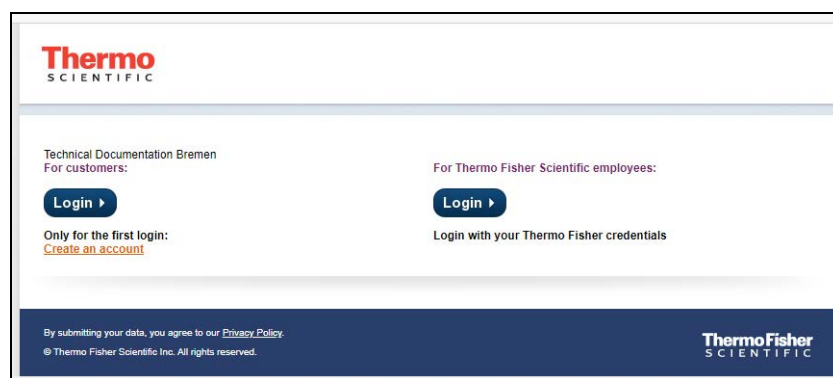 Thermo
SCIENTIFIC
Technical Documentation Bremen
For customers:
Login
Only for the first login:
Create an account
For Thermo Fisher Scientific employees:
Login
Login with your Thermo Fisher credentials
By submitting your data, you agree to our Privacy Policy.
© Thermo Fisher Scientific Inc. All rights reserved.
ThermoFisher
SCIENTIFIC